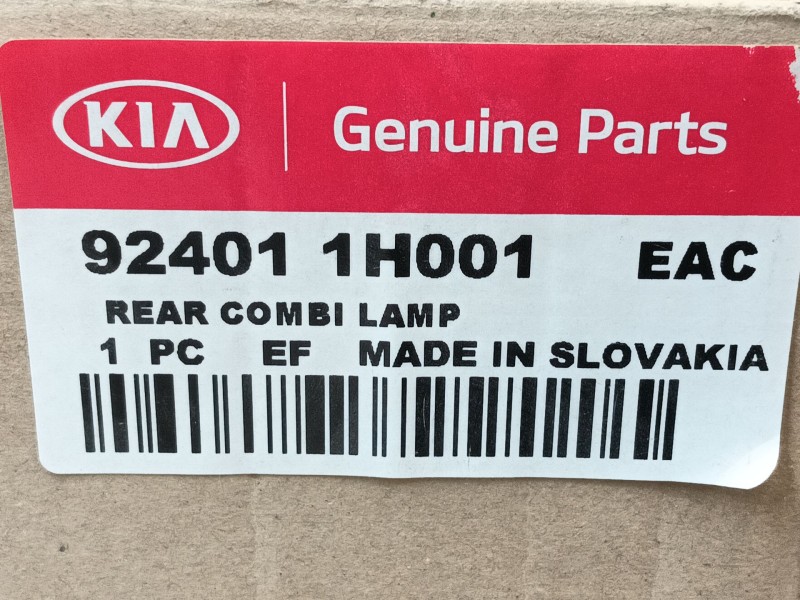 KIA Genuine Parts
92401 1H001 EAC
REAR COMBI LAMP
1 PC EF MADE IN SLOVAKIA